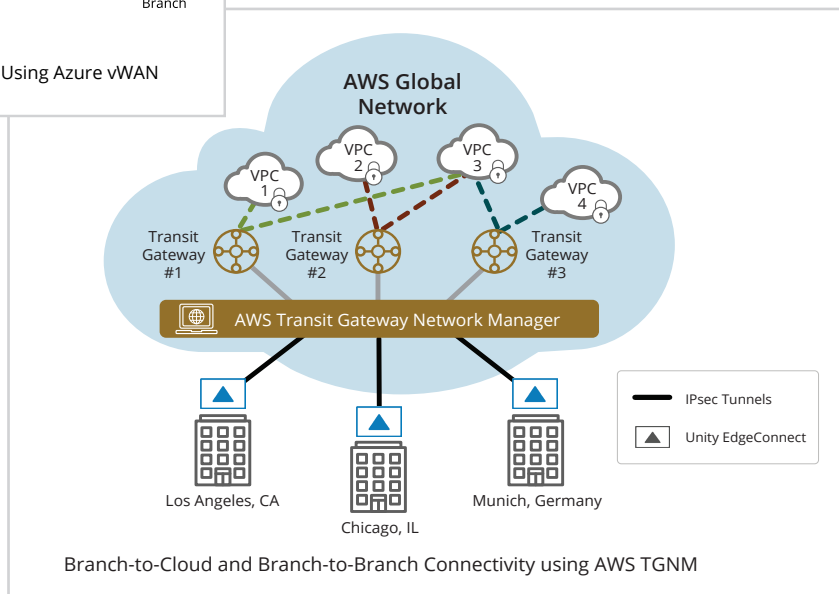 Branch
Using Azure vWAN
AWS Global
Network
VPC
1
VPC
2
VPC
3
VPC
4
Transit
Gateway
#1
Transit
Gateway
#2
Transit
Gateway
#3
AWS Transit Gateway Network Manager
IPsec Tunnels
Unity EdgeConnect
Los Angeles, CA
Chicago, IL
Munich, Germany
Branch-to-Cloud and Branch-to-Branch Connectivity using AWS TGNM